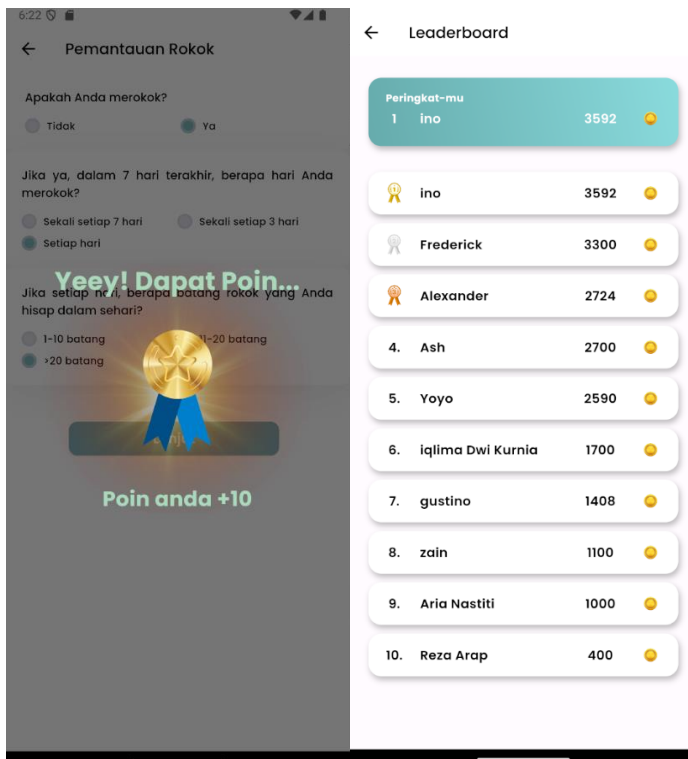 6:22
Pemantauan Rokok
Apakah Anda merokok?
Tidak
Ya
Jika ya, dalam 7 hari terakhir, berapa hari Anda
merokok?
Sekali setiap 7 hari
Sekali setiap 3 hari
Setiap hari
Yeey! Dapat Poin...
Jika setiap hari, berapa batang rokok yang Anda
hisap dalam sehari?
1-10 batang
11-20 batang
>20 batang
Poin anda +10
Leaderboard
Peringkat-mu
1 ino 3592
1 ino 3592
Frederick 3300
Alexander 2724
4. Ash 2700
5. Yoyo 2590
6. iqlima Dwi Kurnia 1700
7. gustino 1408
8. zain 1100
9. Aria Nastiti 1000
10. Reza Arap 400